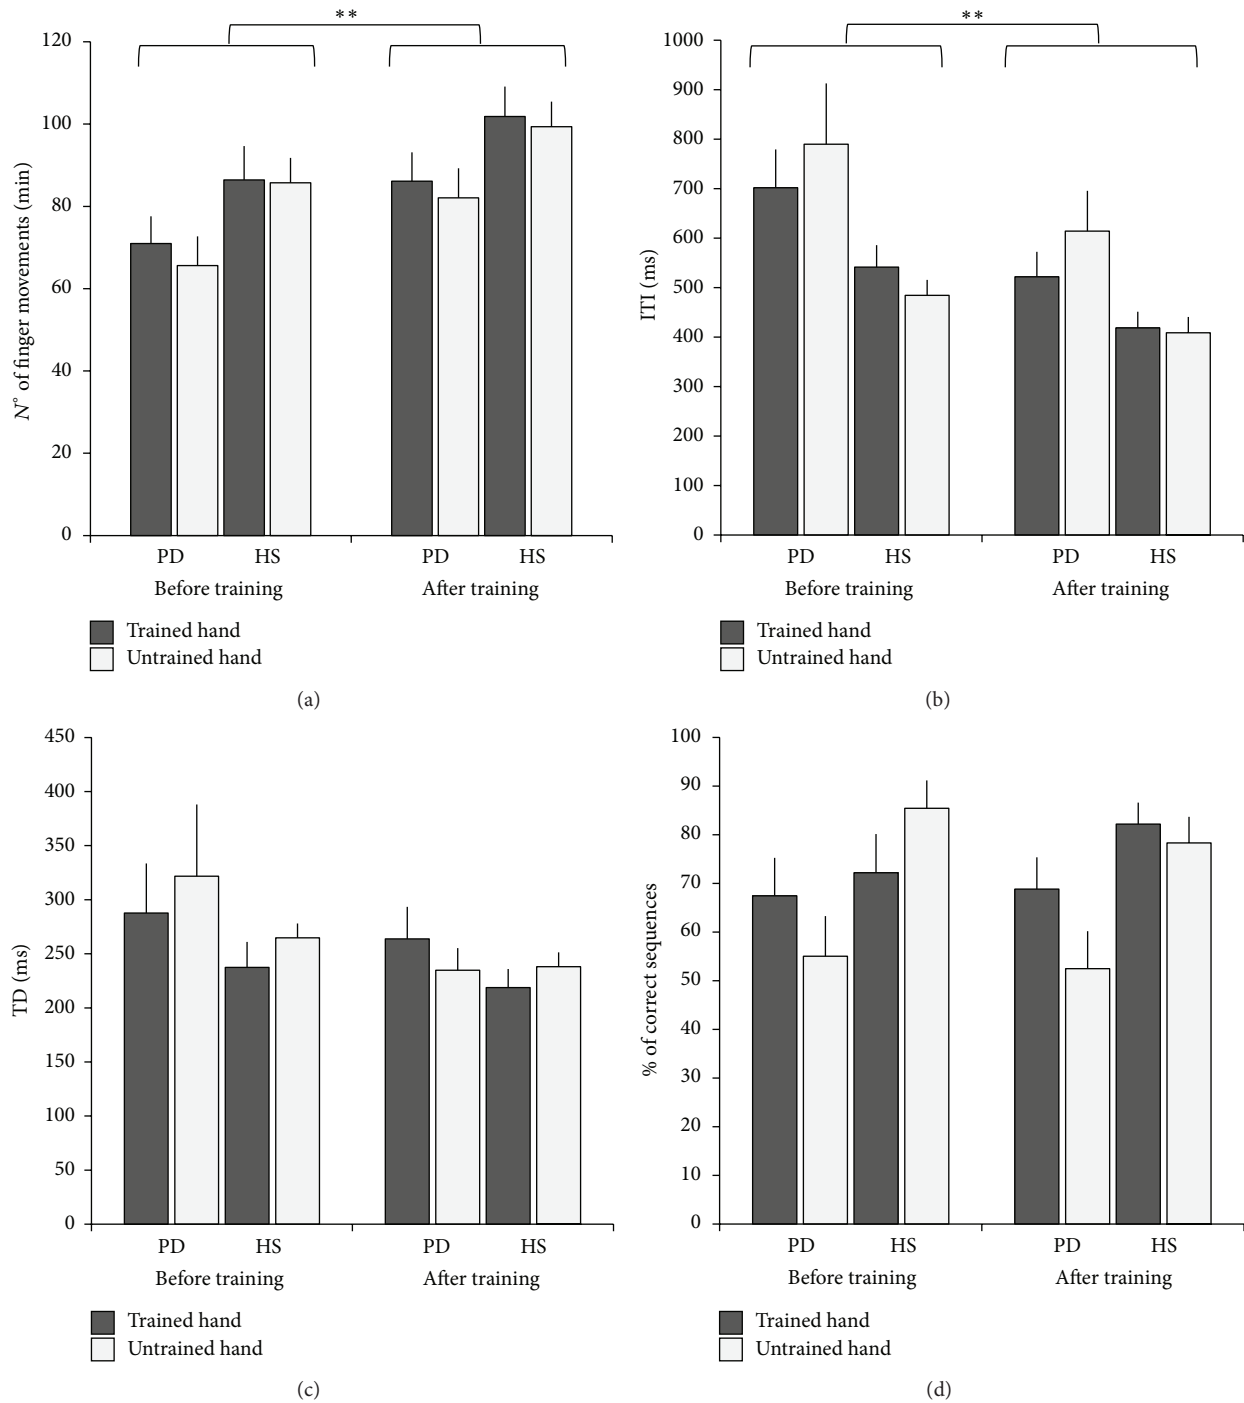 **
120
100
80
60
40
20
0
N° of finger movements (min)
PD HS PD HS
Before training After training
Trained hand
Untrained hand
(a)
**
1000
900
800
700
600
500
400
300
200
100
0
ITI (ms)
PD HS PD HS
Before training After training
Trained hand
Untrained hand
(b)
450
400
350
300
250
200
150
100
50
0
TD (ms)
PD HS PD HS
Before training After training
Trained hand
Untrained hand
(c)
100
90
80
70
60
50
40
30
20
10
0
% of correct sequences
PD HS PD HS
Before training After training
Trained hand
Untrained hand
(d)